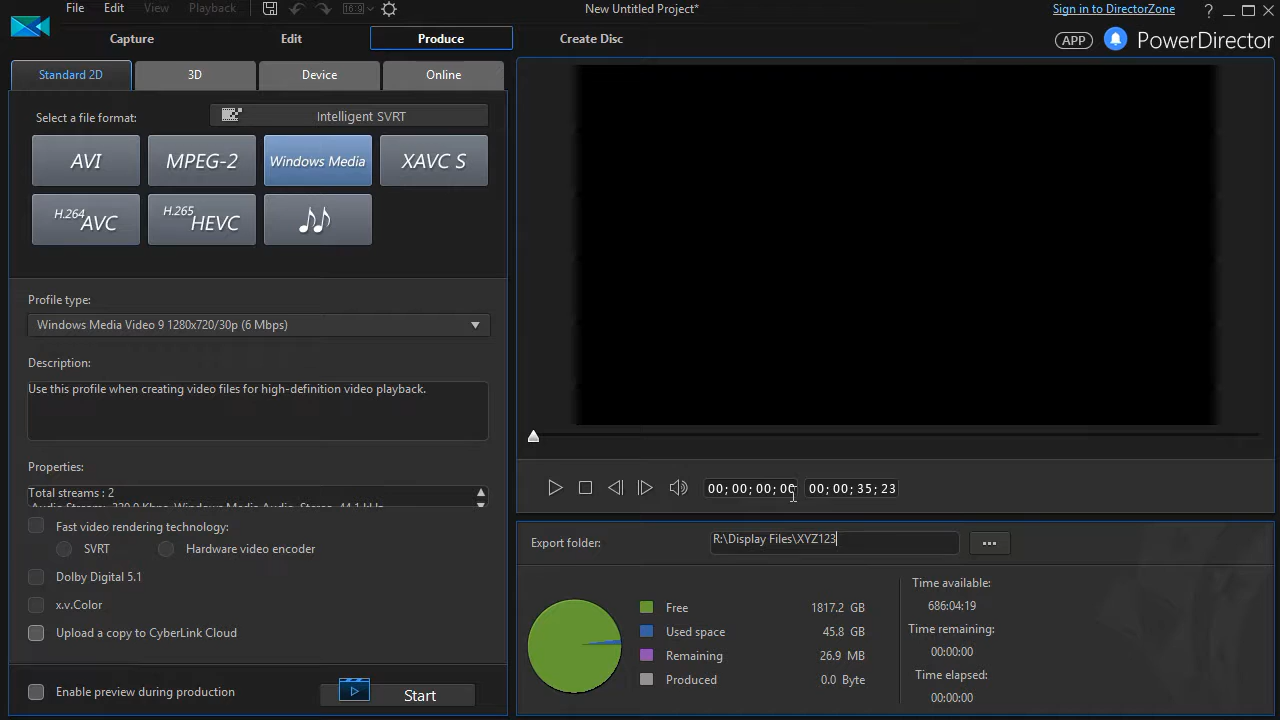 File Edit View Playback 16:9 New Untitled Project* Sign in to DirectorZone ?
Capture Edit Produce Create Disc APP PowerDirector
Standard 2D 3D Device Online
Select a file format: Intelligent SVRT
AVI MPEG-2 Windows Media XAVC S
H.264 AVC H.265 HEVC
Profile type:
Windows Media Video 9 1280x720/30p (6 Mbps)
Description:
Use this profile when creating video files for high-definition video playback.
Properties:
Total streams : 2
Fast video rendering technology:
SVRT Hardware video encoder
Dolby Digital 5.1
x.v.Color
Upload a copy to CyberLink Cloud
Enable preview during production
Start
00; 00; 00; 00 00; 00; 35; 23
Export folder: R:\Display Files\XYZ123 ...
Free 1817.2 GB
Used space 45.8 GB
Remaining 26.9 MB
Produced 0.0 Byte
Time available:
686:04:19
Time remaining:
00:00:00
Time elapsed:
00:00:00